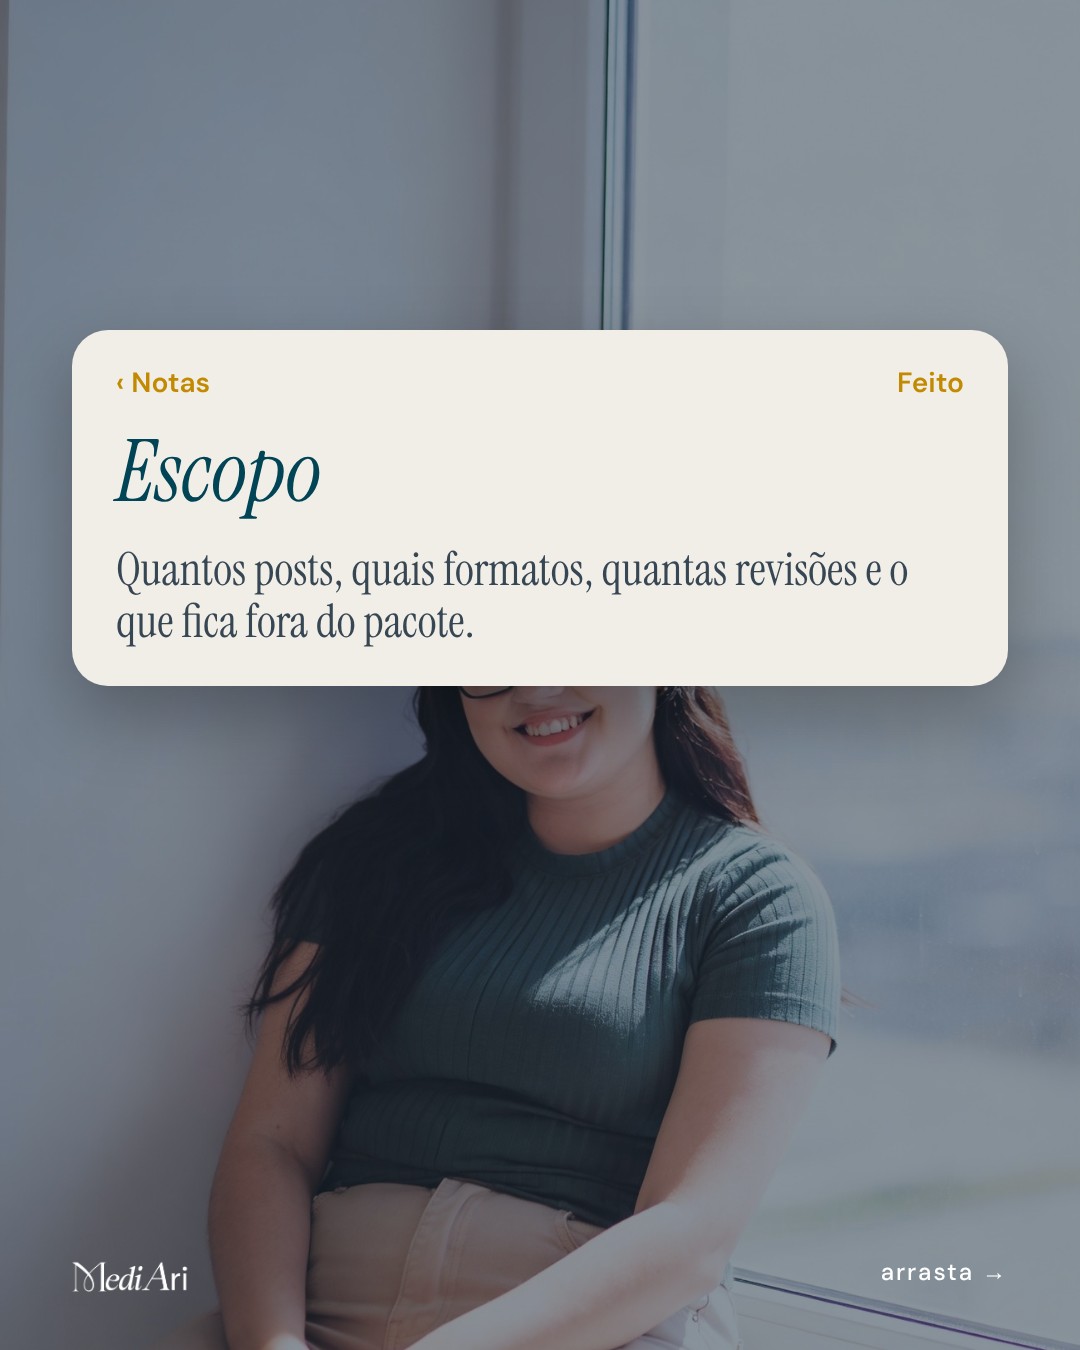 ‹ Notas
Feito
Escopo
Quantos posts, quais formatos, quantas revisões e o
que fica fora do pacote.
MediAri
arrasta →